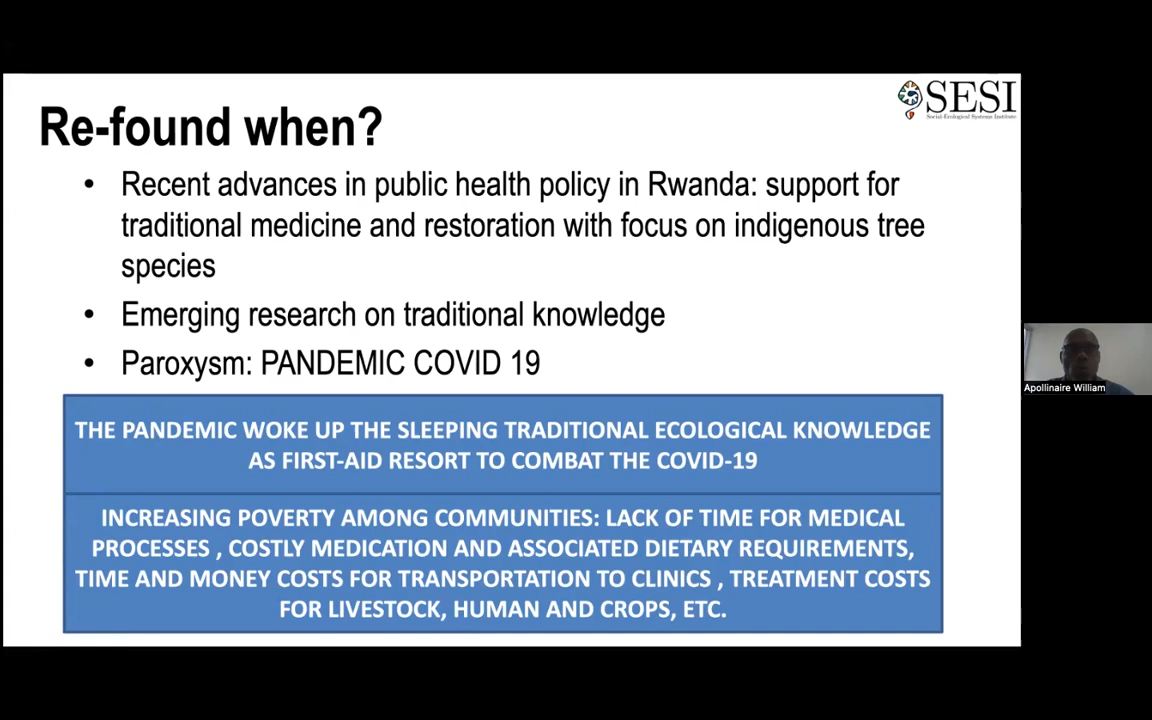 SESI
Social-Ecological Systems Institute
Re-found when?
• Recent advances in public health policy in Rwanda: support for
traditional medicine and restoration with focus on indigenous tree
species
• Emerging research on traditional knowledge
• Paroxysm: PANDEMIC COVID 19
THE PANDEMIC WOKE UP THE SLEEPING TRADITIONAL ECOLOGICAL KNOWLEDGE
AS FIRST-AID RESORT TO COMBAT THE COVID-19
INCREASING POVERTY AMONG COMMUNITIES: LACK OF TIME FOR MEDICAL
PROCESSES , COSTLY MEDICATION AND ASSOCIATED DIETARY REQUIREMENTS,
TIME AND MONEY COSTS FOR TRANSPORTATION TO CLINICS , TREATMENT COSTS
FOR LIVESTOCK, HUMAN AND CROPS, ETC.
Apollinaire William